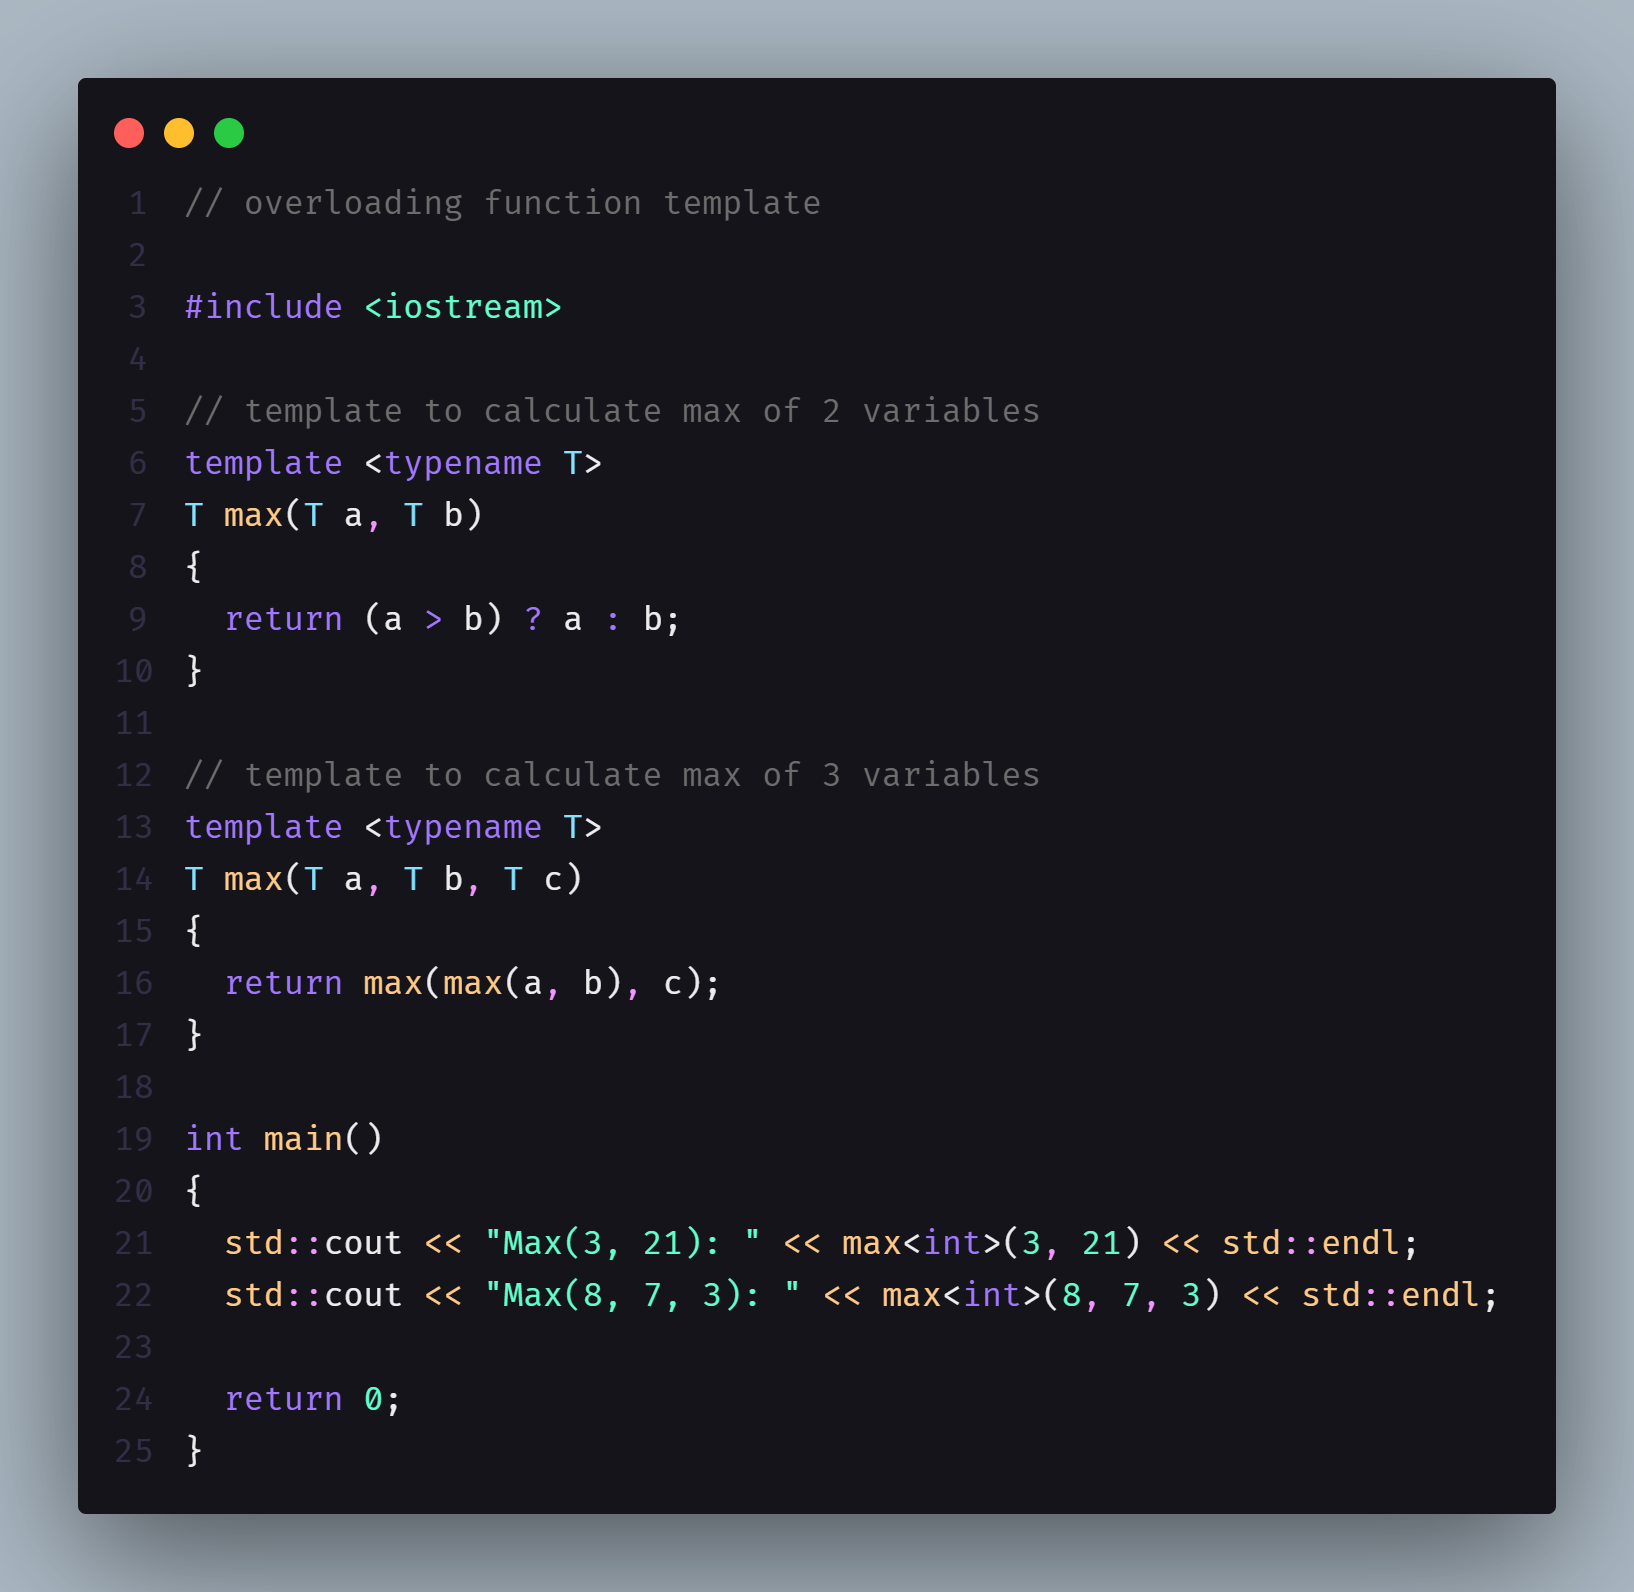 1 // overloading function template
2
3 #include <iostream>
4
5 // template to calculate max of 2 variables
6 template <typename T>
7 T max(T a, T b)
8 {
9   return (a > b) ? a : b;
10 }
11
12 // template to calculate max of 3 variables
13 template <typename T>
14 T max(T a, T b, T c)
15 {
16   return max(max(a, b), c);
17 }
18
19 int main()
20 {
21   std::cout << "Max(3, 21): " << max<int>(3, 21) << std::endl;
22   std::cout << "Max(8, 7, 3): " << max<int>(8, 7, 3) << std::endl;
23
24   return 0;
25 }